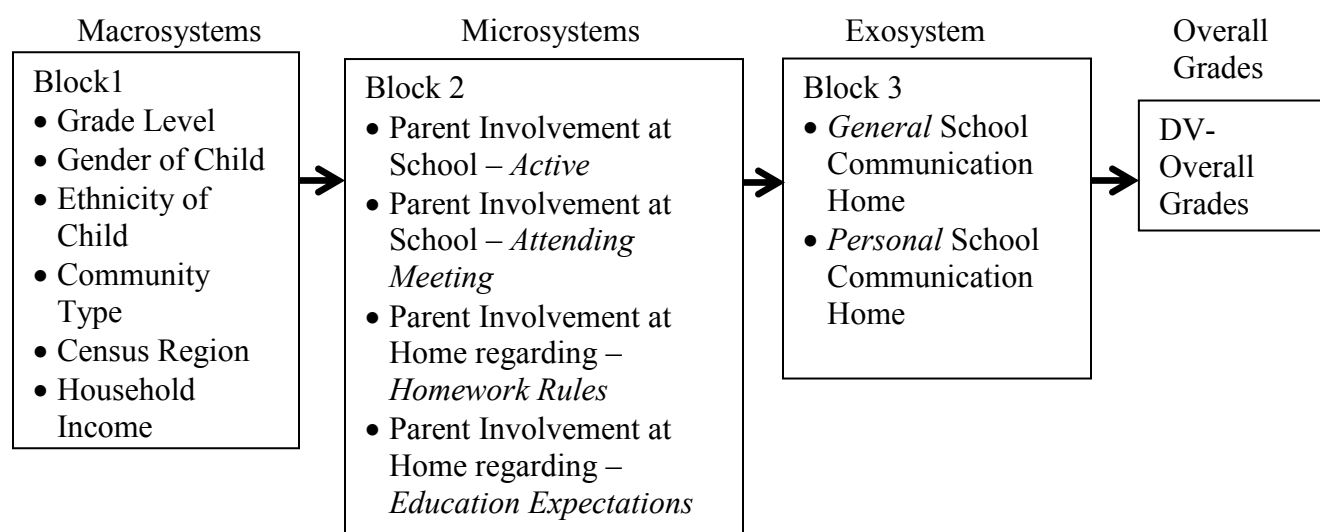 Macrosystems
Block1
• Grade Level
• Gender of Child
• Ethnicity of
Child
• Community
Type
• Census Region
• Household
Income
Microsystems
Block 2
• Parent Involvement at
School – Active
• Parent Involvement at
School – Attending
Meeting
• Parent Involvement at
Home regarding –
Homework Rules
• Parent Involvement at
Home regarding –
Education Expectations
Exosystem
Block 3
• General School
Communication
Home
• Personal School
Communication
Home
Overall
Grades
DV-
Overall
Grades